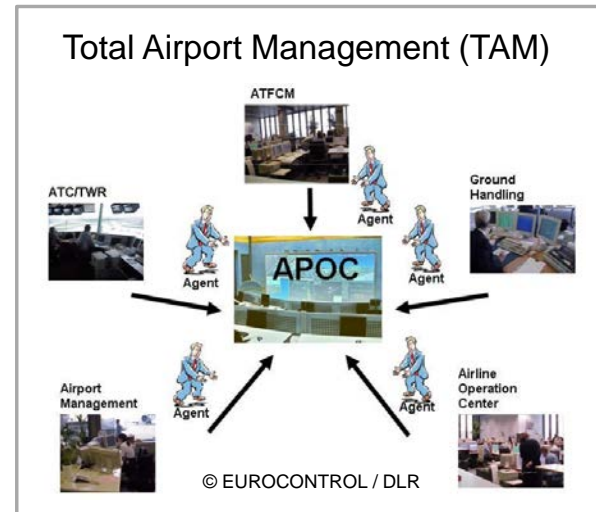 Total Airport Management (TAM)
ATFCM
Agent
ATC/TWR
Agent
Ground
Handling
Agent
APOC
Airport
Management
Agent
Airline
Operation
Center
Agent
© EUROCONTROL / DLR